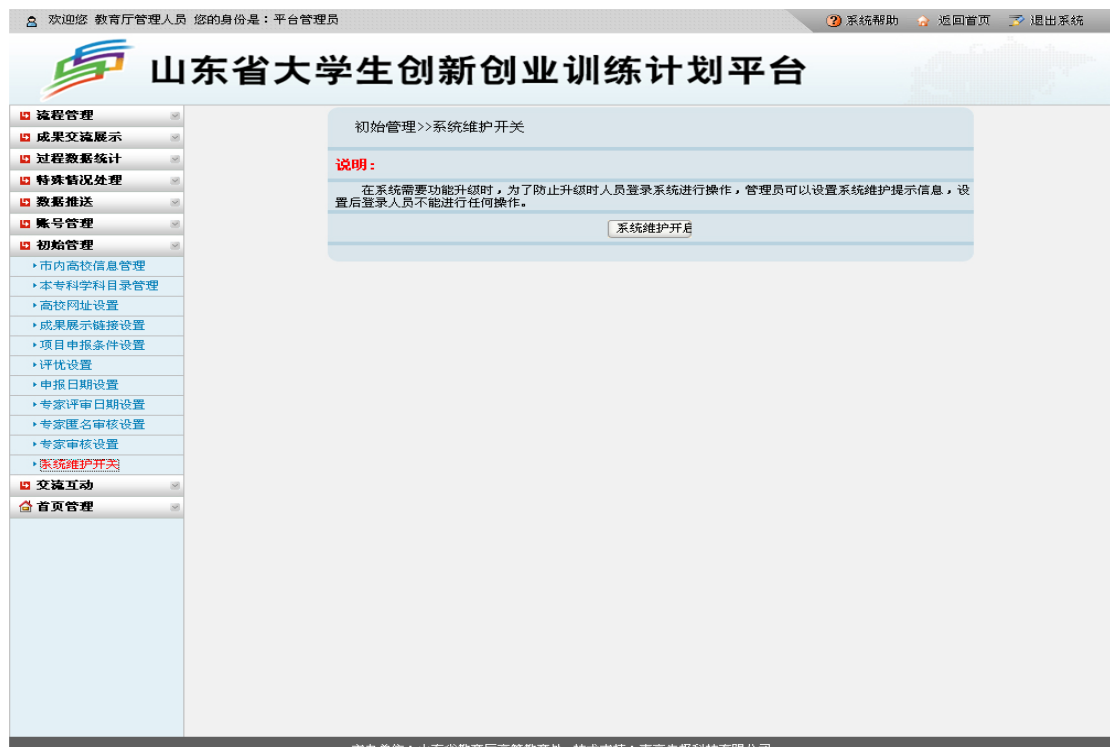 欢迎您 教育厅管理人员 您的身份是：平台管理员
系统帮助 返回首页 退出系统
山东省大学生创新创业训练计划平台
流程管理
成果交流展示
过程数据统计
特殊情况处理
数据推送
账号管理
初始管理
市内高校信息管理
本专科学科目录管理
高校网址设置
成果展示链接设置
项目申报条件设置
评优设置
申报日期设置
专家评审日期设置
专家匿名审核设置
专家审核设置
系统维护开关
交流互动
首页管理
初始管理>>系统维护开关
说明：
在系统需要功能升级时，为了防止升级时人员登录系统进行操作，管理员可以设置系统维护提示信息，设
置后登录人员不能进行任何操作。
系统维护开启